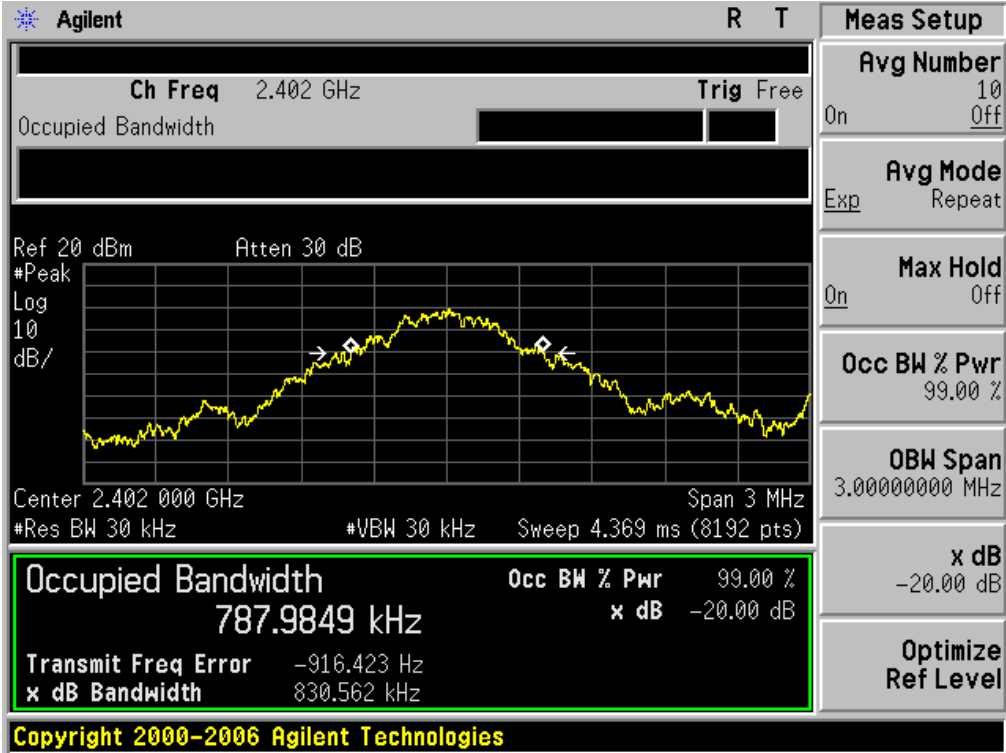 Agilent R T
Ch Freq 2.402 GHz Trig Free
Occupied Bandwidth
Ref 20 dBm Atten 30 dB
#Peak
Log
10
dB/
Center 2.402 000 GHz Span 3 MHz
#Res BW 30 kHz #VBW 30 kHz Sweep 4.369 ms (8192 pts)
Occupied Bandwidth Occ BW % Pwr 99.00 %
787.9849 kHz x dB -20.00 dB
Transmit Freq Error -916.423 Hz
x dB Bandwidth 830.562 kHz
Copyright 2000-2006 Agilent Technologies
Meas Setup
Avg Number
10
On Off
Avg Mode
Exp Repeat
Max Hold
On Off
Occ BW % Pwr
99.00 %
OBW Span
3.00000000 MHz
x dB
-20.00 dB
Optimize
Ref Level